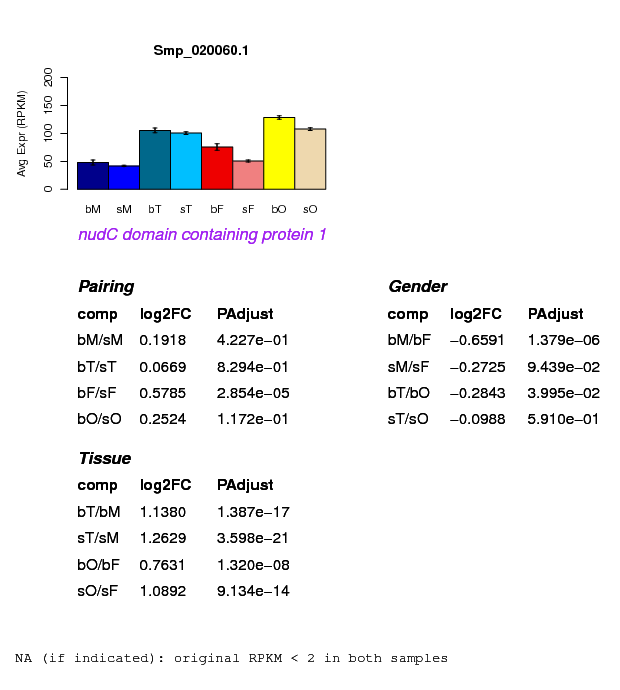 Smp_020060.1
Avg Expr (RPKM)
0 50 100 150 200
bM sM bT sT bF sF bO sO
nudC domain containing protein 1
Pairing
comp log2FC PAdjust
bM/sM 0.1918 4.227e−01
bT/sT 0.0669 8.294e−01
bF/sF 0.5785 2.854e−05
bO/sO 0.2524 1.172e−01
Gender
comp log2FC PAdjust
bM/bF −0.6591 1.379e−06
sM/sF −0.2725 9.439e−02
bT/bO −0.2843 3.995e−02
sT/sO −0.0988 5.910e−01
Tissue
comp log2FC PAdjust
bT/bM 1.1380 1.387e−17
sT/sM 1.2629 3.598e−21
bO/bF 0.7631 1.320e−08
sO/sF 1.0892 9.134e−14
NA (if indicated): original RPKM < 2 in both samples